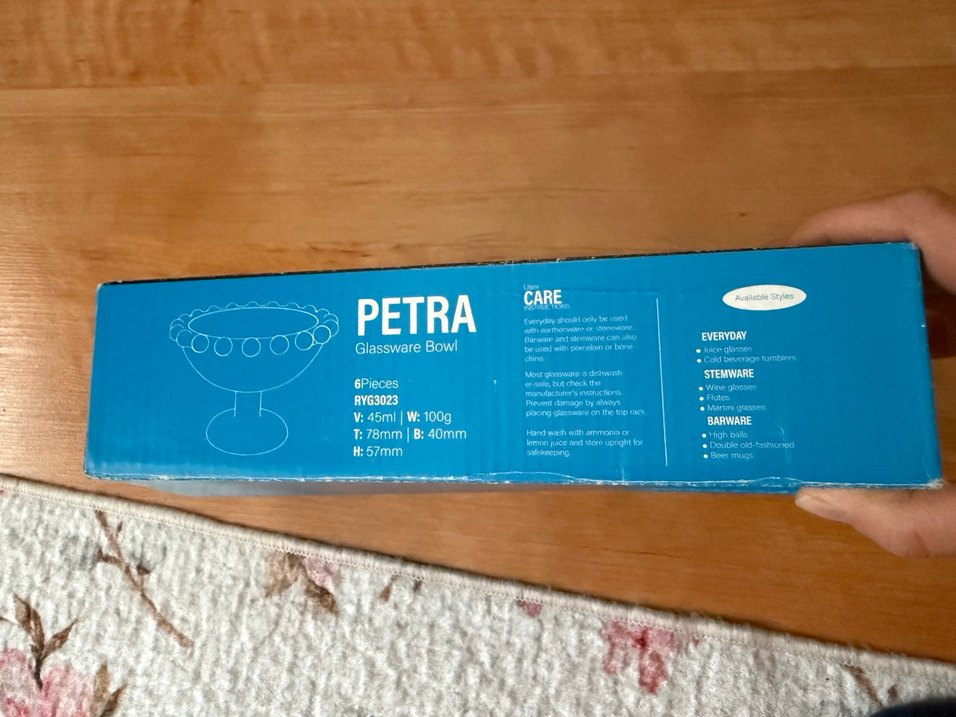 PETRA
Glassware Bowl
6Pieces
RYG3023
V: 45ml | W: 100g
T: 78mm | B: 40mm
H: 57mm
User
CARE
INSTRUCTIONS
Everyday should only be used
with earthenware or stoneware.
Barware and stemware can also
be used with porcelain or bone
china.
Most glassware is dishwash-
er-safe, but check the
manufacturer's instructions.
Prevent damage by always
placing glassware on the top rack.
Hand wash with ammonia or
lemon juice and store upright for
safekeeping.
Available Styles
EVERYDAY
• Juice glasses
• Cold beverage tumblers
STEMWARE
• Wine glasses
• Flutes
• Martini glasses
BARWARE
• High balls
• Double old-fashioned
• Beer mugs